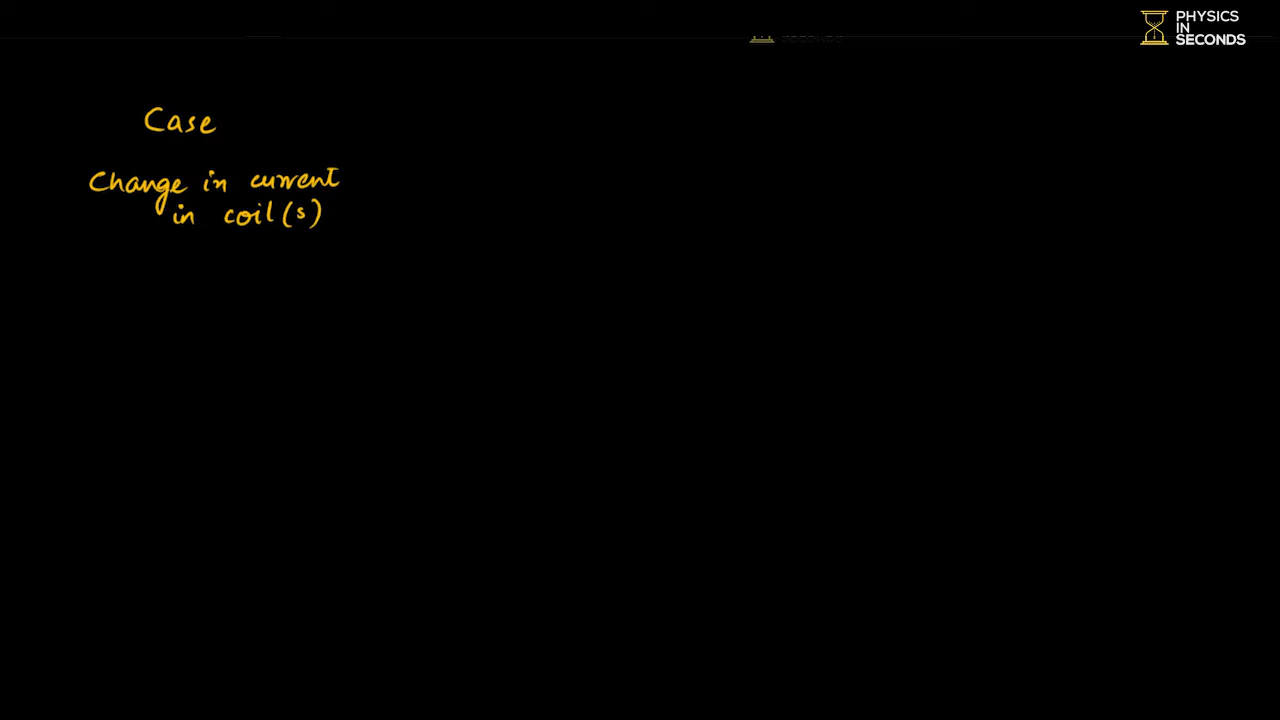 PHYSICS
IN
SECONDS
Case
Change in current
in coil(s)